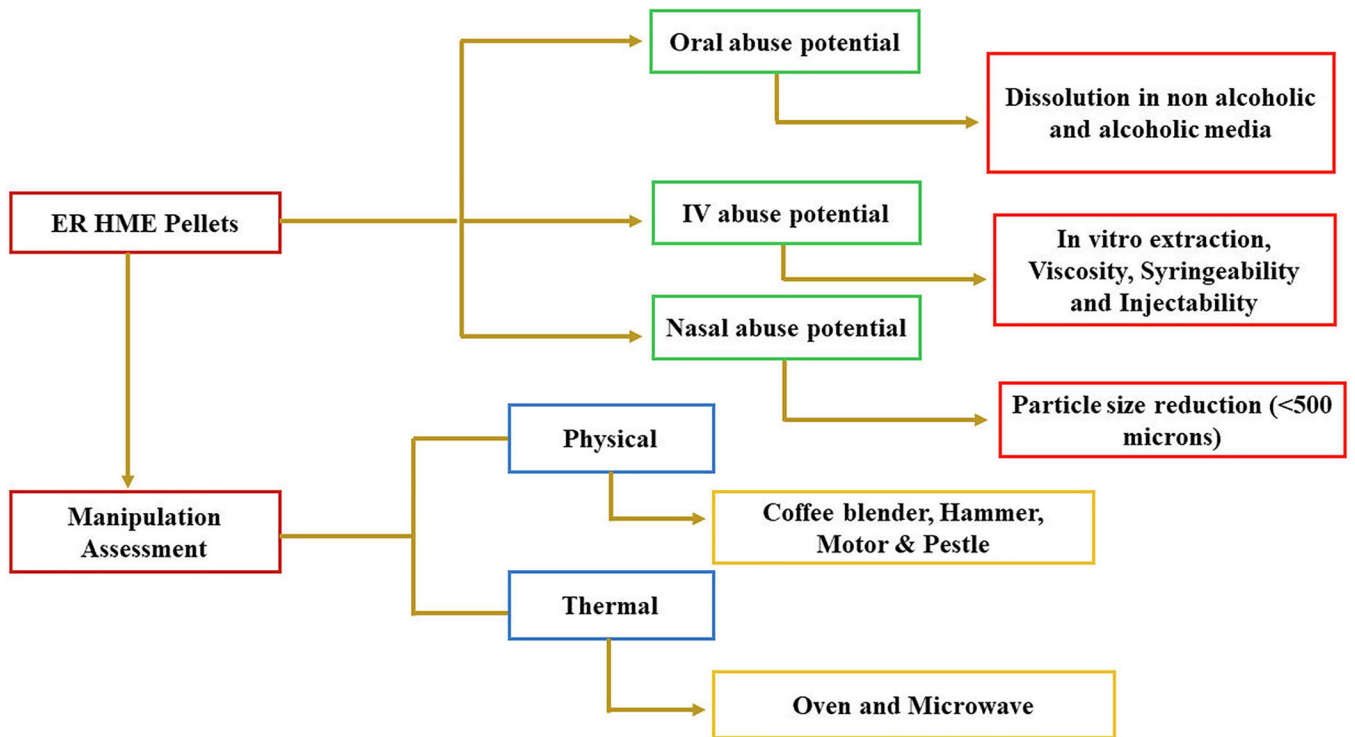 Oral abuse potential
Dissolution in non alcoholic
and alcoholic media
ER HME Pellets
IV abuse potential
In vitro extraction,
Viscosity, Syringeability
and Injectability
Nasal abuse potential
Particle size reduction (<500
microns)
Manipulation
Assessment
Physical
Coffee blender, Hammer,
Motor & Pestle
Thermal
Oven and Microwave